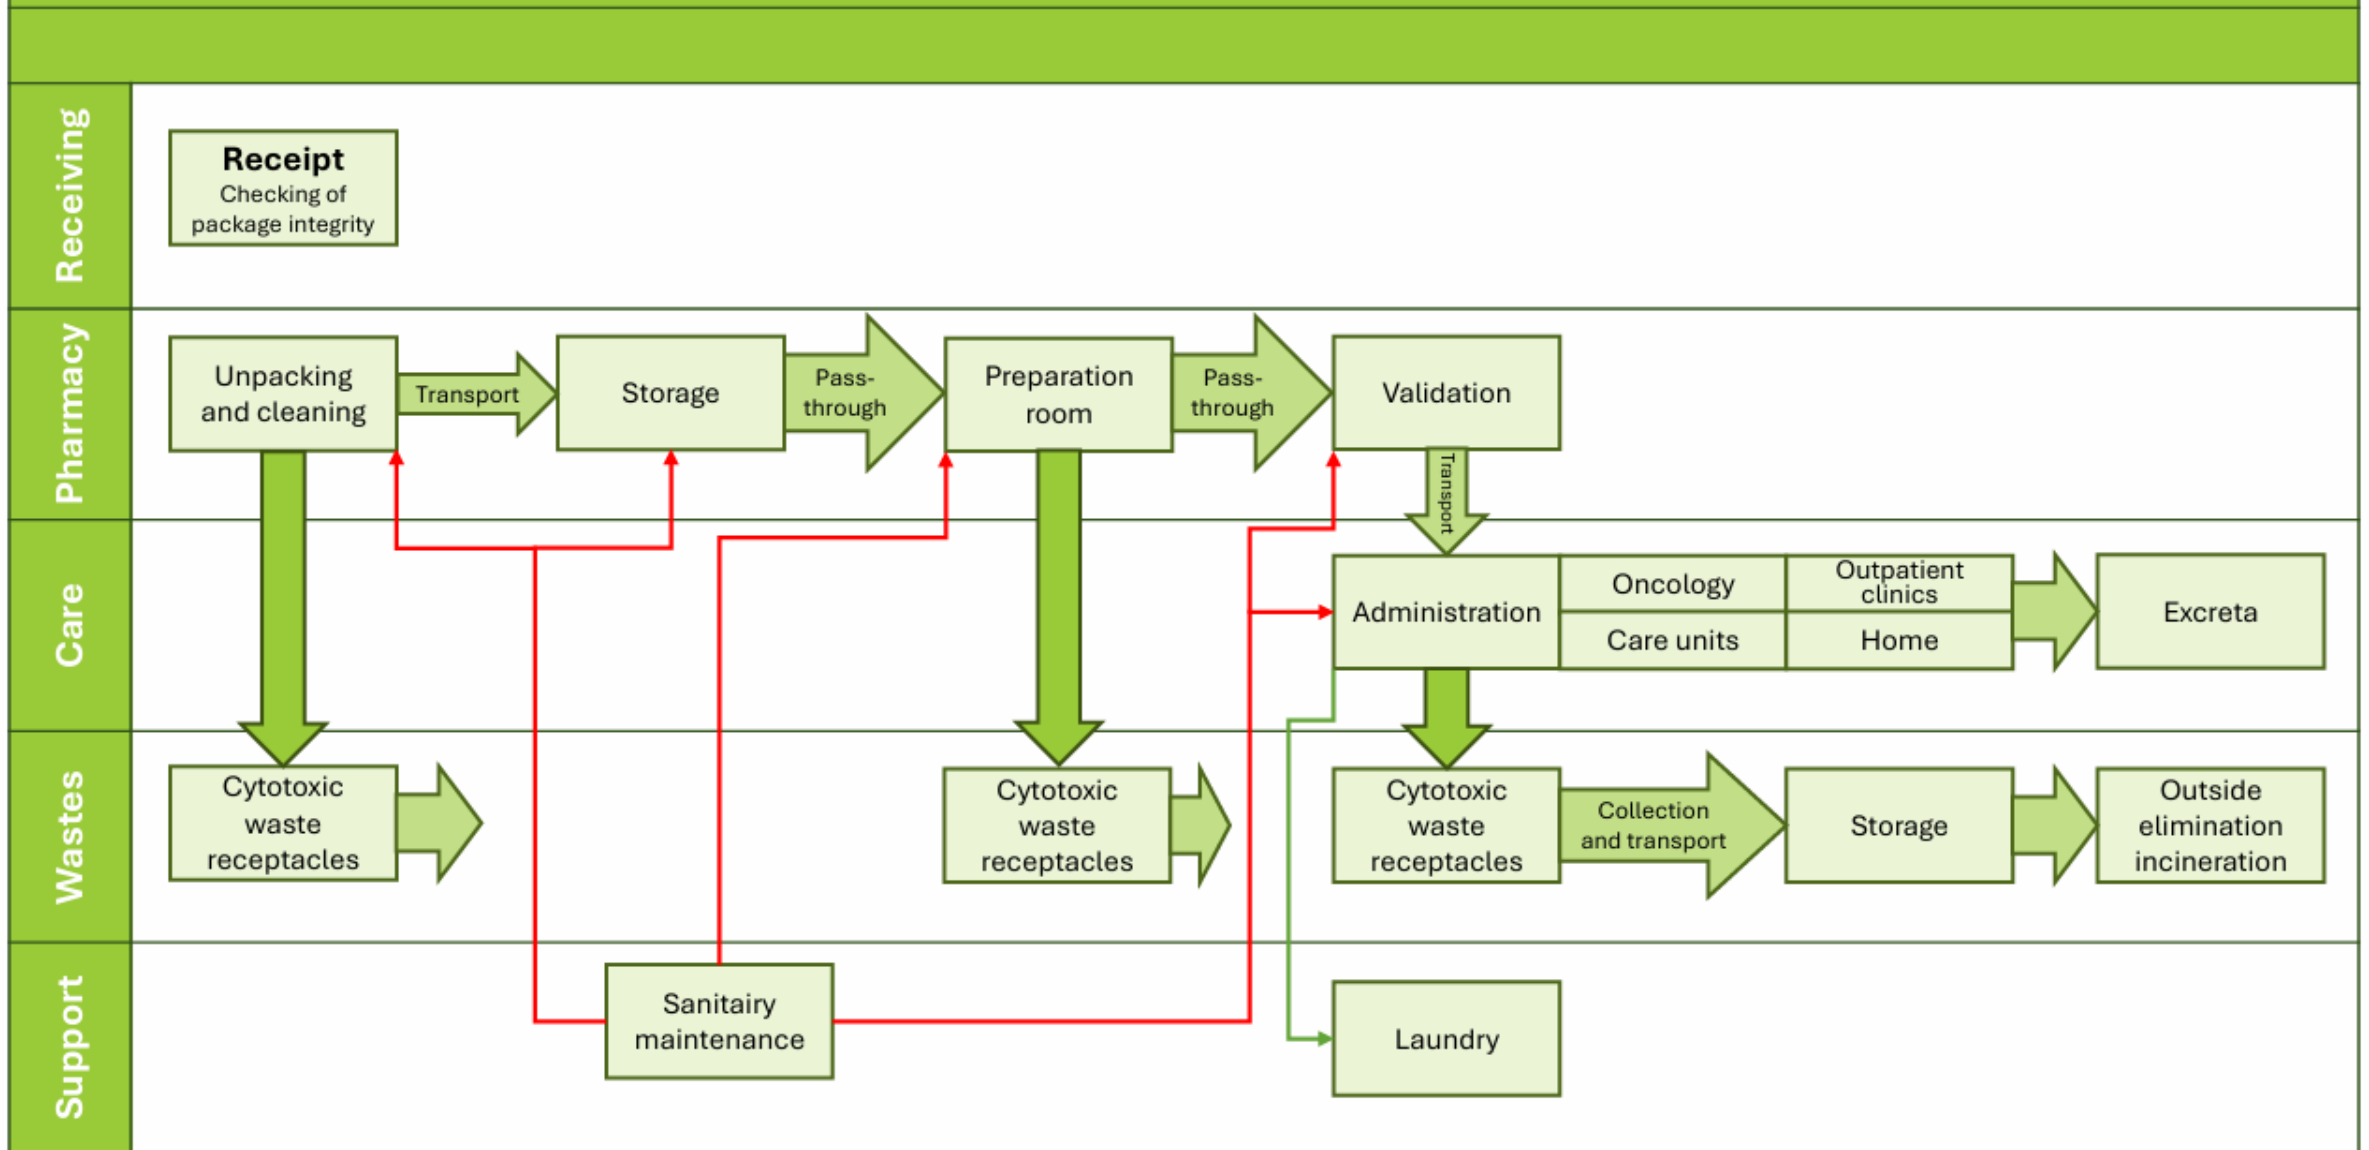 Receiving
Receipt
Checking of
package integrity
Pharmacy
Unpacking
and cleaning
Transport
Storage
Pass-
through
Preparation
room
Pass-
through
Validation
Transport
Care
Administration
Oncology
Outpatient
clinics
Care units
Home
Excreta
Wastes
Cytotoxic
waste
receptacles
Cytotoxic
waste
receptacles
Cytotoxic
waste
receptacles
Collection
and transport
Storage
Outside
elimination
incineration
Support
Sanitairy
maintenance
Laundry